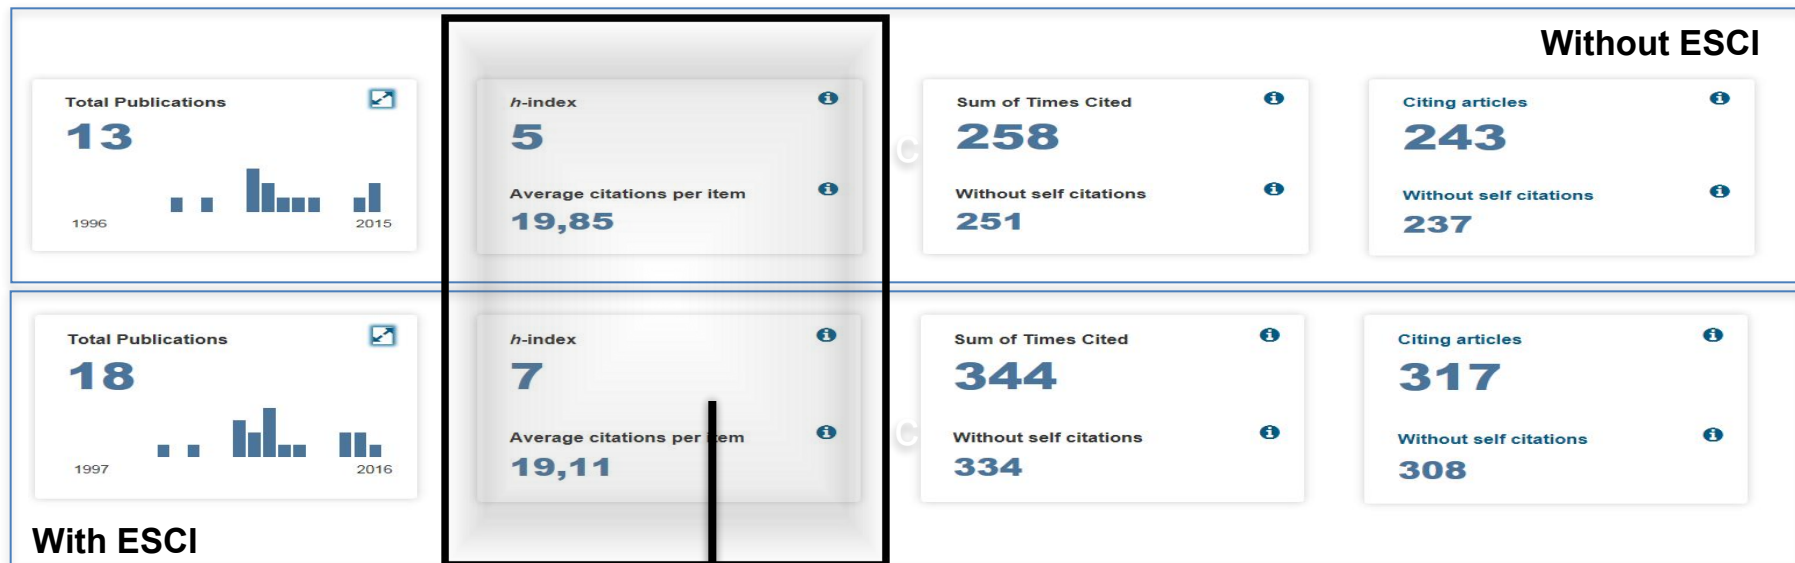 Without ESCI
Total Publications
13
1996 2015
h-index
5
Average citations per item
19,85
Sum of Times Cited
258
Without self citations
251
Citing articles
243
Without self citations
237
Total Publications
18
1997 2016
h-index
7
Average citations per item
19,11
Sum of Times Cited
344
Without self citations
334
Citing articles
317
Without self citations
308
With ESCI